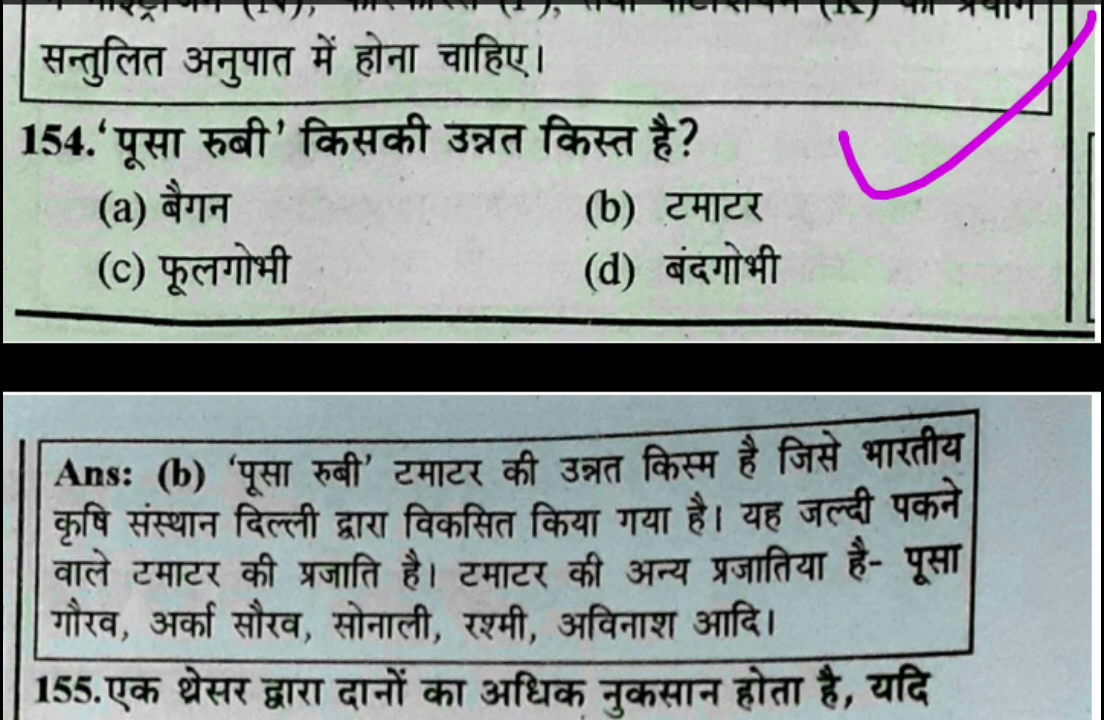 सन्तुलित अनुपात में होना चाहिए।
154.‘पूसा रुबी’ किसकी उन्नत किस्त है?
(a) बैगन (b) टमाटर
(c) फूलगोभी (d) बंदगोभी
Ans: (b) ‘पूसा रुबी’ टमाटर की उन्नत किस्म है जिसे भारतीय
कृषि संस्थान दिल्ली द्वारा विकसित किया गया है। यह जल्दी पकने
वाले टमाटर की प्रजाति है। टमाटर की अन्य प्रजातिया है- पूसा
गौरव, अर्का सौरव, सोनाली, रश्मी, अविनाश आदि।
155.एक थ्रेसर द्वारा दानों का अधिक नुकसान होता है, यदि